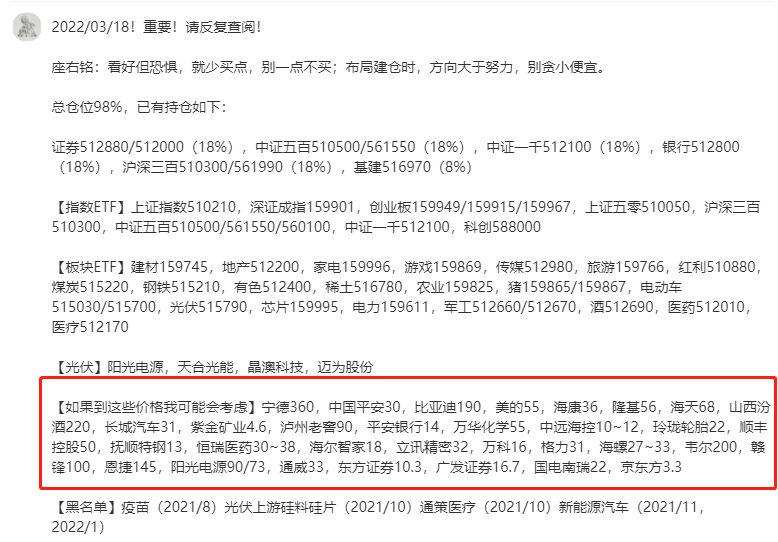 2022/03/18！重要！请反复查阅！
座右铭：看好但恐惧，就少买点，别一点不买；布局建仓时，方向大于努力，别贪小便宜。
总仓位98%，已有持仓如下：
证券512880/512000（18%），中证五百510500/561550（18%），中证一千512100（18%），银行512800
（18%），沪深三百510300/561990（18%），基建516970（8%）
【指数ETF】上证指数510210，深证成指159901，创业板159949/159915/159967，上证五零510050，沪深三百
510300，中证五百510500/561550/560100，中证一千512100，科创588000
【板块ETF】建材159745，地产512200，家电159996，游戏159869，传媒512980，旅游159766，红利510880，
煤炭515220，钢铁515210，有色512400，稀土516780，农业159825，猪159865/159867，电动车
515030/515700，光伏515790，芯片159995，电力159611，军工512660/512670，酒512690，医药512010，
医疗512170
【光伏】阳光电源，天合光能，晶澳科技，迈为股份
【如果到这些价格我可能会考虑】宁德360，中国平安30，比亚迪190，美的55，海康36，隆基56，海天68，山西汾
酒220，长城汽车31，紫金矿业4.6，泸州老窖90，平安银行14，万华化学55，中远海控10~12，玲珑轮胎22，顺丰
控股50，抚顺特钢13，恒瑞医药30~38，海尔智家18，立讯精密32，万科16，格力31，海螺27~33，韦尔200，赣
锋100，恩捷145，阳光电源90/73，通威33，东方证券10.3，广发证券16.7，国电南瑞22，京东方3.3
【黑名单】疫苗（2021/8）光伏上游硅料硅片（2021/10）通策医疗（2021/10）新能源汽车（2021/11，
2022/1）